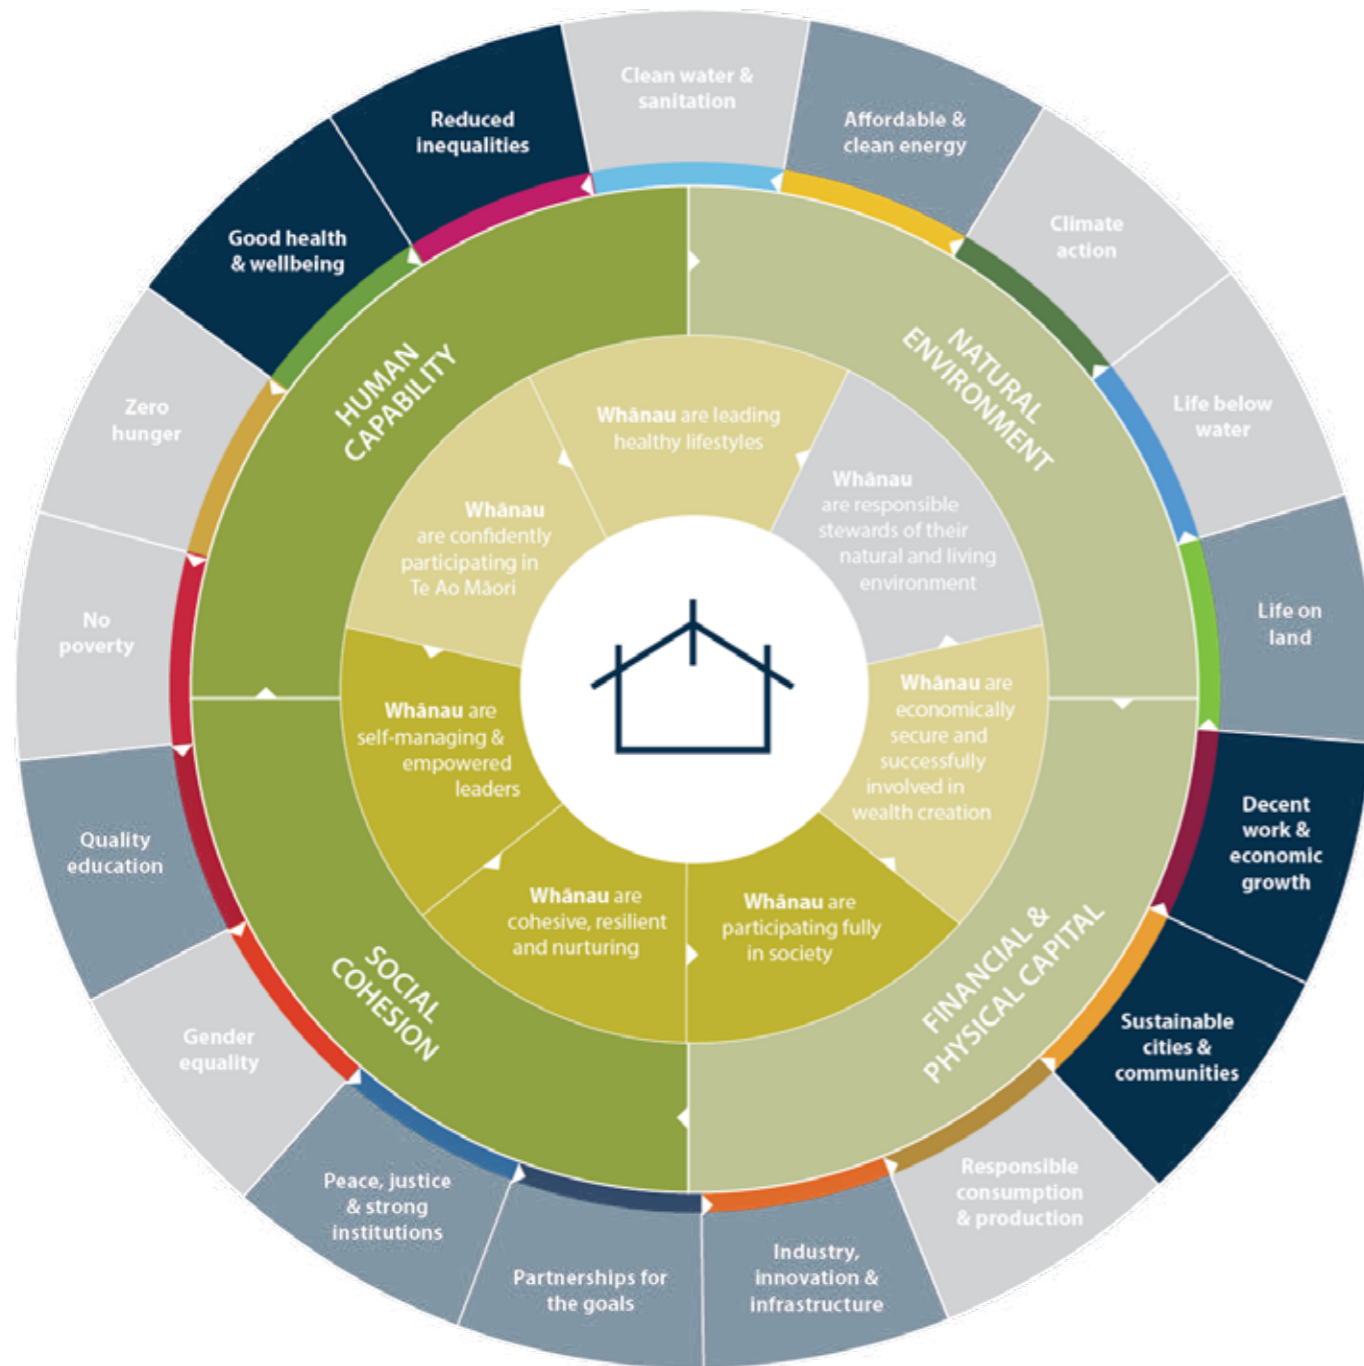 Clean water &
sanitation
Affordable &
clean energy
Climate
action
Life below
water
Life on
land
Decent
work &
economic
growth
Sustainable
cities &
communities
Responsible
consumption
& production
Industry,
innovation &
infrastructure
Partnerships for
the goals
Peace, justice
& strong
institutions
Gender
equality
Quality
education
No
poverty
Zero
hunger
Good health
& wellbeing
Reduced
inequalities
HUMAN
CAPABILITY
NATURAL
ENVIRONMENT
FINANCIAL &
PHYSICAL CAPITAL
SOCIAL
COHESION
Whānau are leading
healthy lifestyles
Whānau
are responsible
stewards of their
natural and living
environment
Whānau are
economically
secure and
successfully
involved in
wealth creation
Whānau are
participating fully
in society
Whānau are
cohesive, resilient
and nurturing
Whānau are
self-managing &
empowered
leaders
Whānau
are confidently
participating in
Te Ao Māori